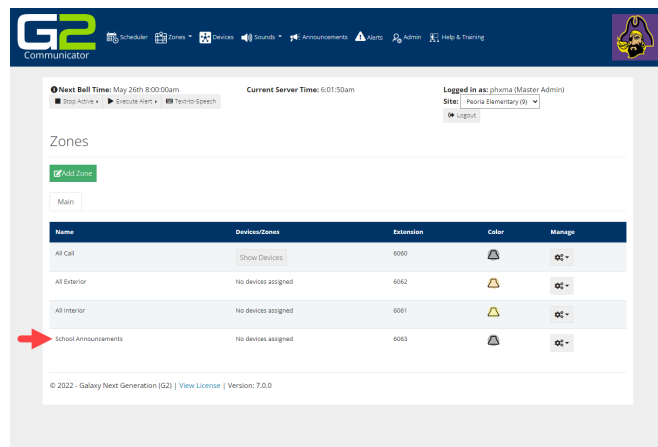 G2
Communicator
Scheduler Zones Devices Sounds Announcements Alerts Admin Help & Training
Next Bell Time: May 26th 8:00:00am Current Server Time: 6:01:50am Logged in as: phxma (Master Admin)
Stop Active Execute Alert Text-to-Speech Site: Peoria Elementary (9)
Logout
Zones
Add Zone
Main
Name Devices/Zones Extension Color Manage
All Call Show Devices 6060
All Exterior No devices assigned 6062
All Interior No devices assigned 6061
School Announcements No devices assigned 6063
© 2022 - Galaxy Next Generation (G2) | View License | Version: 7.0.0